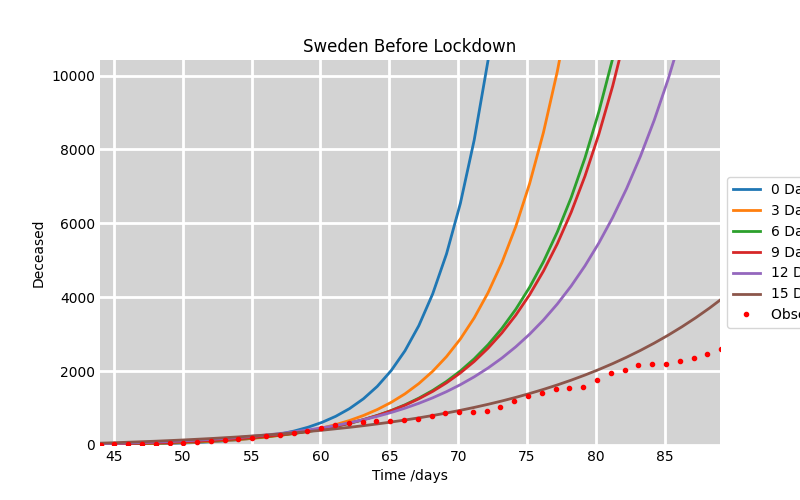 Sweden Before Lockdown
10000
8000
6000
4000
2000
0
Deceased
45 50 55 60 65 70 75 80 85
Time /days
0 Da
3 Da
6 Da
9 Da
12 D
15 D
Obse